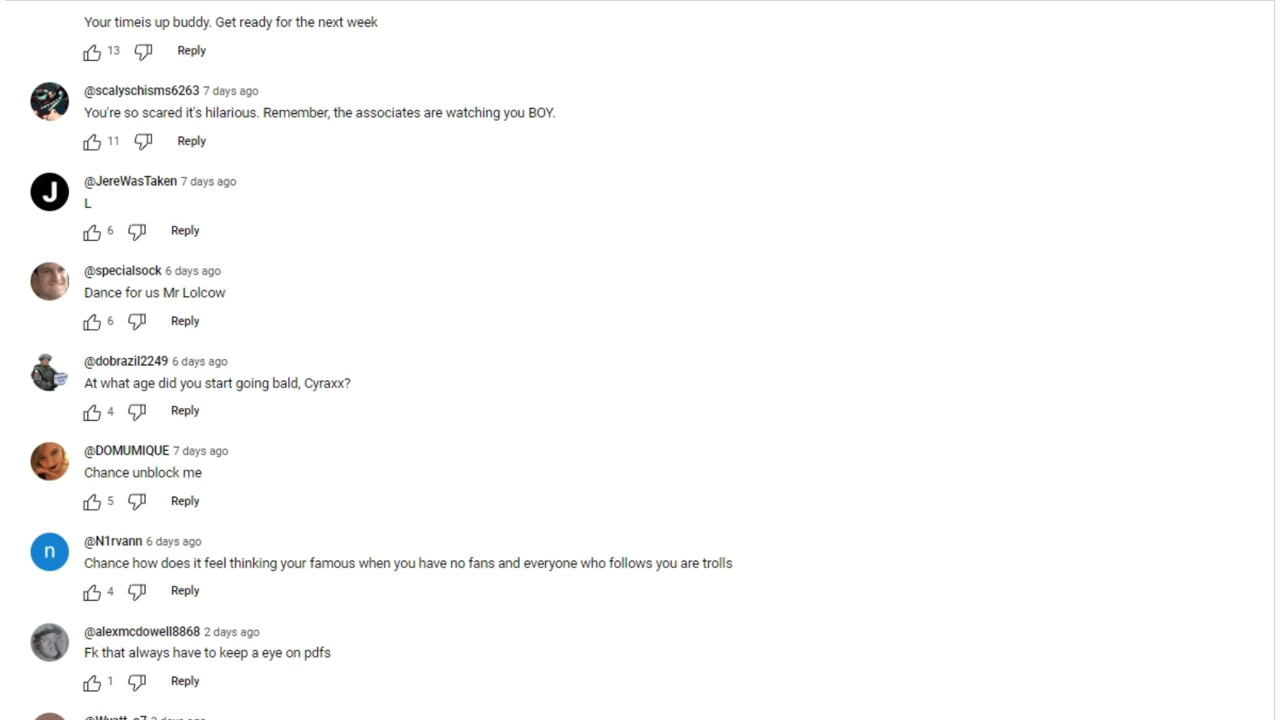 Your timeis up buddy. Get ready for the next week
13 Reply
@scalyschisms6263 7 days ago
You're so scared it's hilarious. Remember, the associates are watching you BOY.
11 Reply
J
@JereWasTaken 7 days ago
L
6 Reply
@specialsock 6 days ago
Dance for us Mr Lolcow
6 Reply
@dobrazil2249 6 days ago
At what age did you start going bald, Cyraxx?
4 Reply
@DOMUMIQUE 7 days ago
Chance unblock me
5 Reply
n
@N1rvann 6 days ago
Chance how does it feel thinking your famous when you have no fans and everyone who follows you are trolls
4 Reply
@alexmcdowell8868 2 days ago
Fk that always have to keep a eye on pdfs
1 Reply